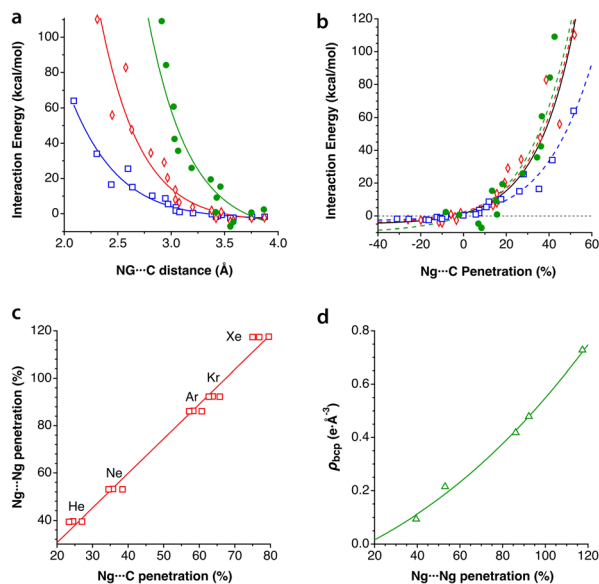 a
Interaction Energy (kcal/mol)
100
80
60
40
20
0
2.0
2.5
3.0
3.5
4.0
NG···C distance (Å)
b
Interaction Energy (kcal/mol)
120
100
80
60
40
20
0
-40
-20
0
20
40
60
Ng···C Penetration (%)
c
Ng···Ng penetration (%)
120
100
80
60
40
Xe
Kr
Ar
Ne
He
20
30
40
50
60
70
80
Ng···C penetration (%)
d
ρbcp (e·Å-3)
0.8
0.6
0.4
0.2
0.0
20
40
60
80
100
120
Ng···Ng penetration (%)